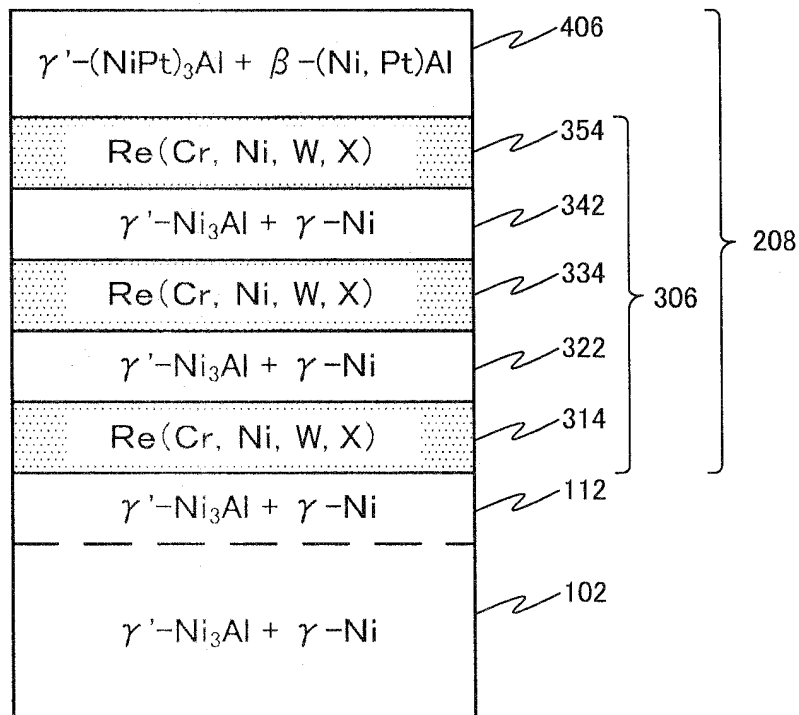 γ'-(NiPt)₃Al + β-(Ni, Pt)Al
406
Re(Cr, Ni, W, X)
354
γ'-Ni₃Al + γ-Ni
342
Re(Cr, Ni, W, X)
334
γ'-Ni₃Al + γ-Ni
322
Re(Cr, Ni, W, X)
314
γ'-Ni₃Al + γ-Ni
112
γ'-Ni₃Al + γ-Ni
102
306
208